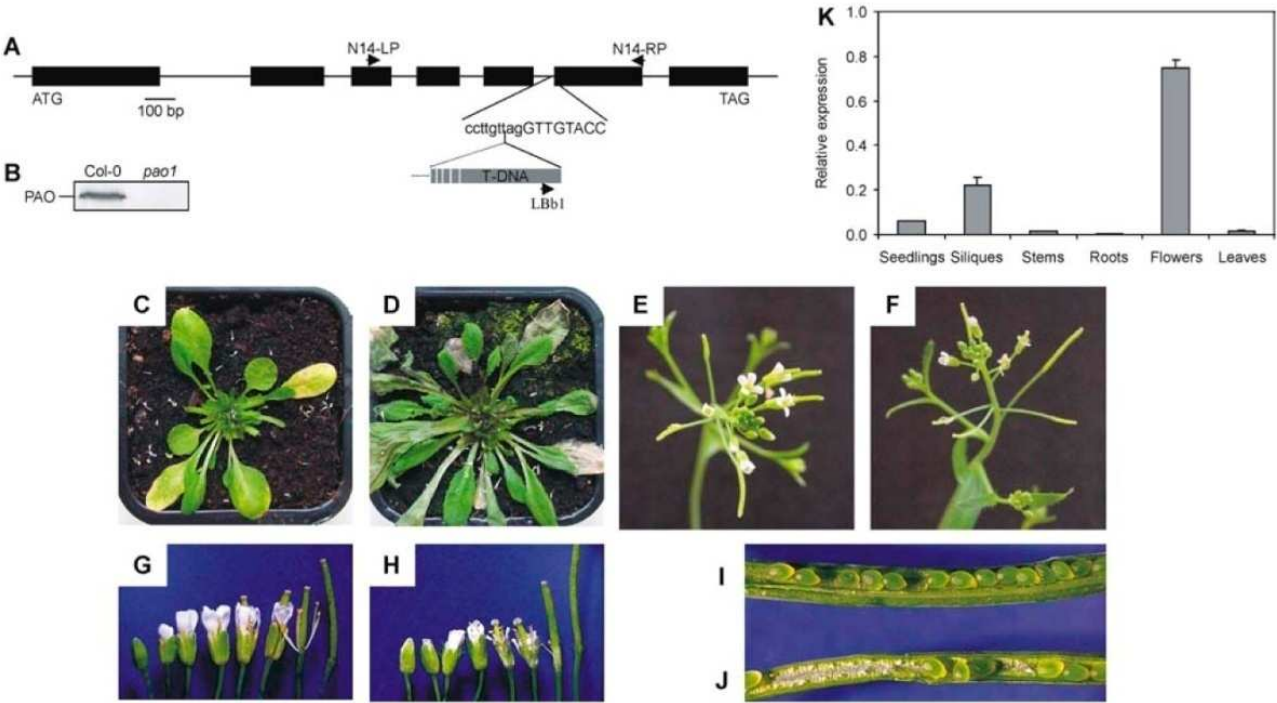 A
N14-LP
N14-RP
ATG
100 bp
TAG
ccttgttagGTTGTACC
T-DNA
LBb1
B
Col-0 pao1
PAO
K
Relative expression
1.0
0.8
0.6
0.4
0.2
0.0
Seedlings Siliques Stems Roots Flowers Leaves
C
D
E
F
G
H
I
J